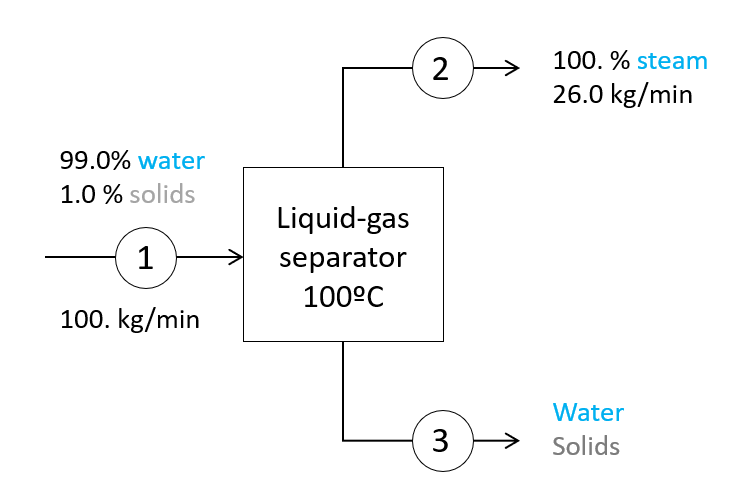 100. % steam
26.0 kg/min
2
99.0% water
1.0 % solids
1
100. kg/min
Liquid-gas
separator
100ºC
3
Water
Solids